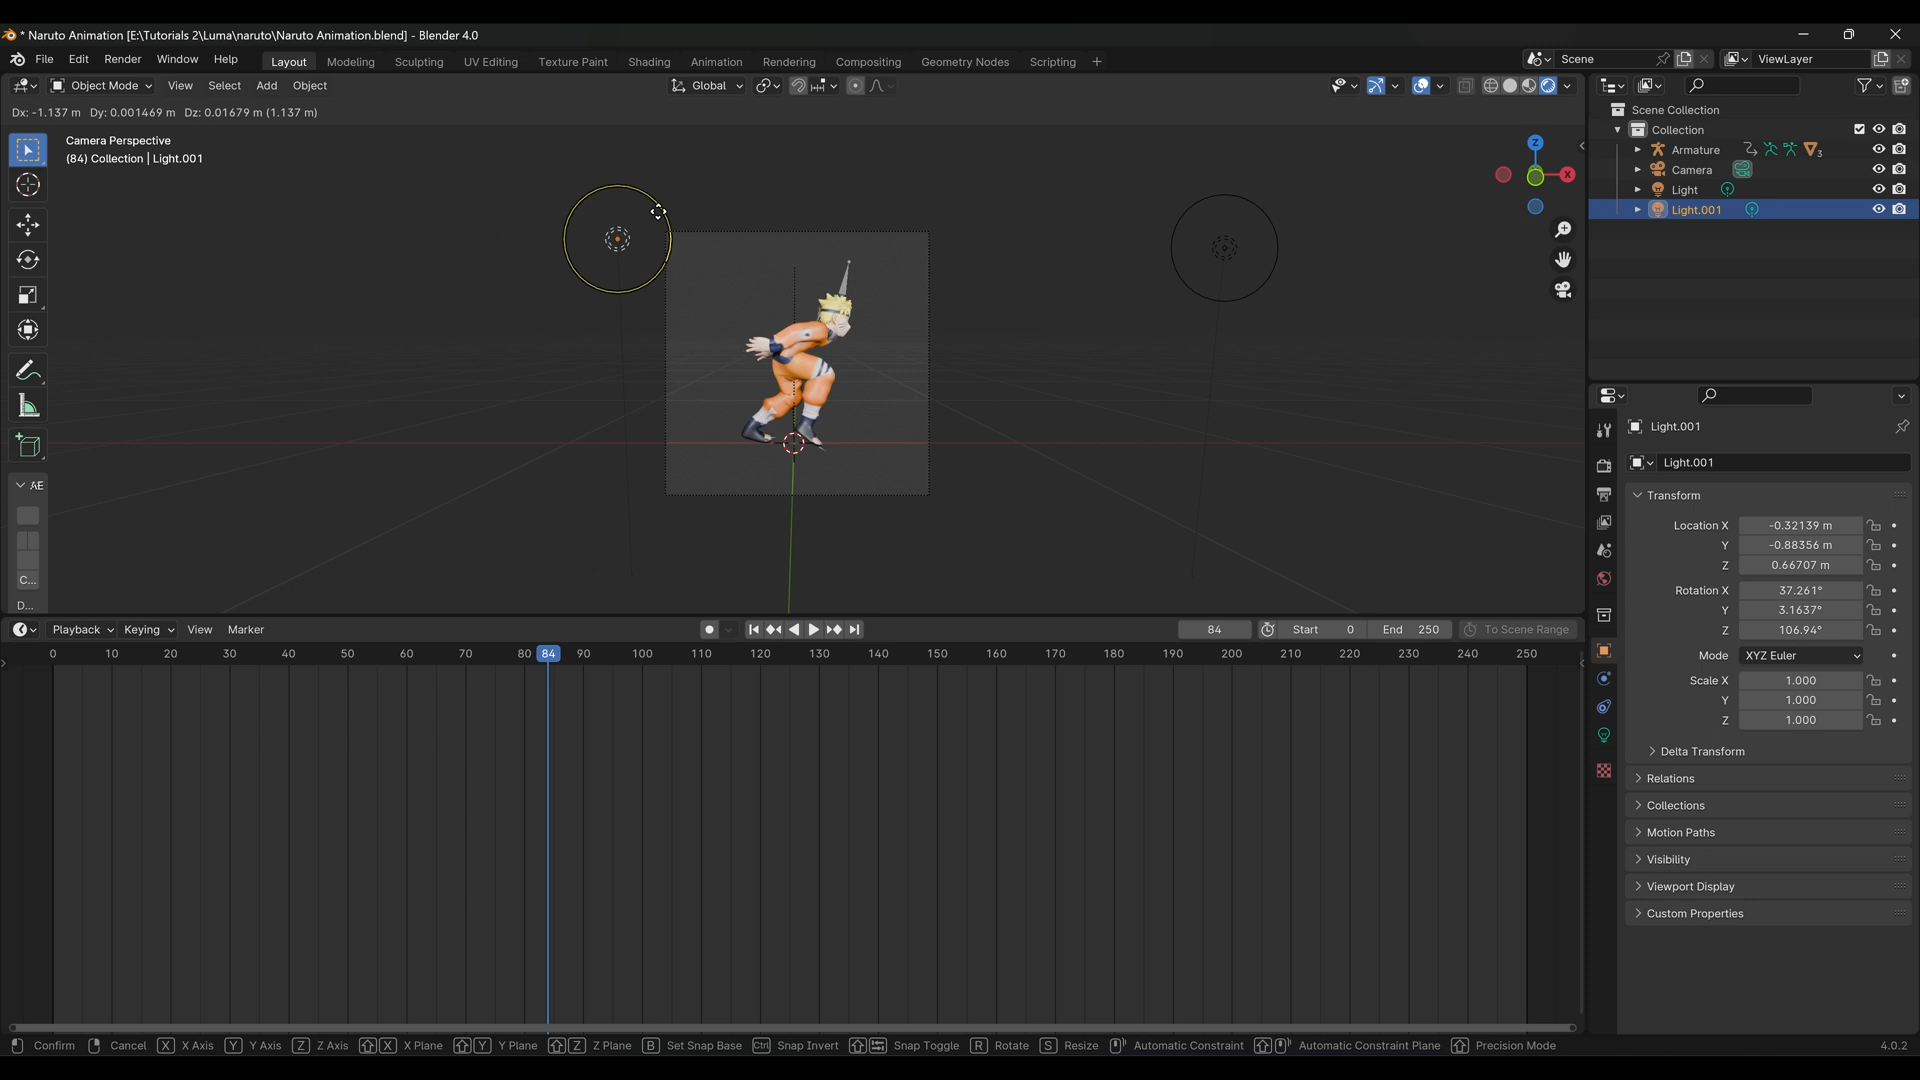 * Naruto Animation [E:\Tutorials 2\Luma\naruto\Naruto Animation.blend] - Blender 4.0
File Edit Render Window Help Layout Modeling Sculpting UV Editing Texture Paint Shading Animation Rendering Compositing Geometry Nodes Scripting + Scene ViewLayer
Object Mode View Select Add Object Global
Dx: -1.137 m Dy: 0.001469 m Dz: 0.01679 m (1.137 m)
Camera Perspective
(84) Collection | Light.001
Z
X
AE
C...
D...
Scene Collection
Collection
Armature 3
Camera
Light
Light.001
Light.001
Light.001
Transform
Location X -0.32139 m
Y -0.88356 m
Z 0.66707 m
Rotation X 37.261°
Y 3.1637°
Z 106.94°
Mode XYZ Euler
Scale X 1.000
Y 1.000
Z 1.000
Delta Transform
Relations
Collections
Motion Paths
Visibility
Viewport Display
Custom Properties
Playback Keying View Marker 84 Start 0 End 250 To Scene Range
0 10 20 30 40 50 60 70 80 84 90 100 110 120 130 140 150 160 170 180 190 200 210 220 230 240 250
Confirm Cancel X X Axis Y Y Axis Z Z Axis X X Plane Y Y Plane Z Z Plane B Set Snap Base Ctrl Snap Invert Snap Toggle R Rotate S Resize Automatic Constraint Automatic Constraint Plane Precision Mode 4.0.2